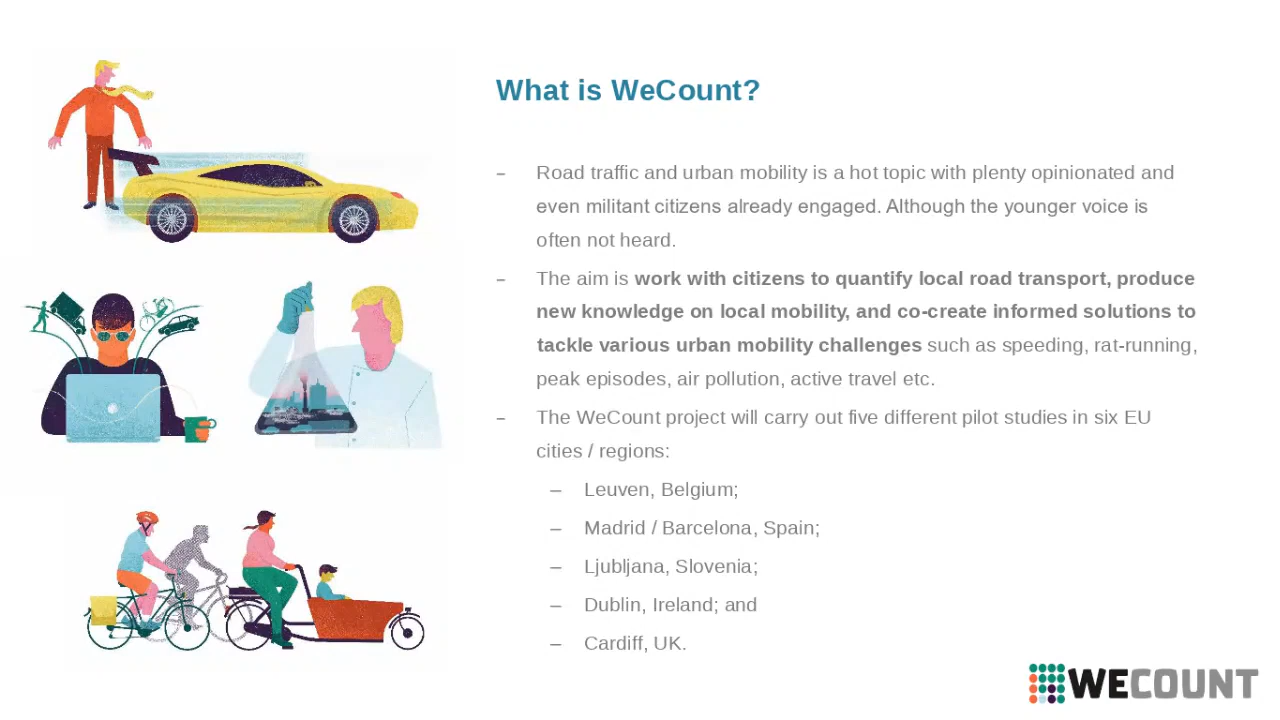 What is WeCount?
– Road traffic and urban mobility is a hot topic with plenty opinionated and
even militant citizens already engaged. Although the younger voice is
often not heard.
– The aim is work with citizens to quantify local road transport, produce
new knowledge on local mobility, and co-create informed solutions to
tackle various urban mobility challenges such as speeding, rat-running,
peak episodes, air pollution, active travel etc.
– The WeCount project will carry out five different pilot studies in six EU
cities / regions:
– Leuven, Belgium;
– Madrid / Barcelona, Spain;
– Ljubljana, Slovenia;
– Dublin, Ireland; and
– Cardiff, UK.
WECOUNT